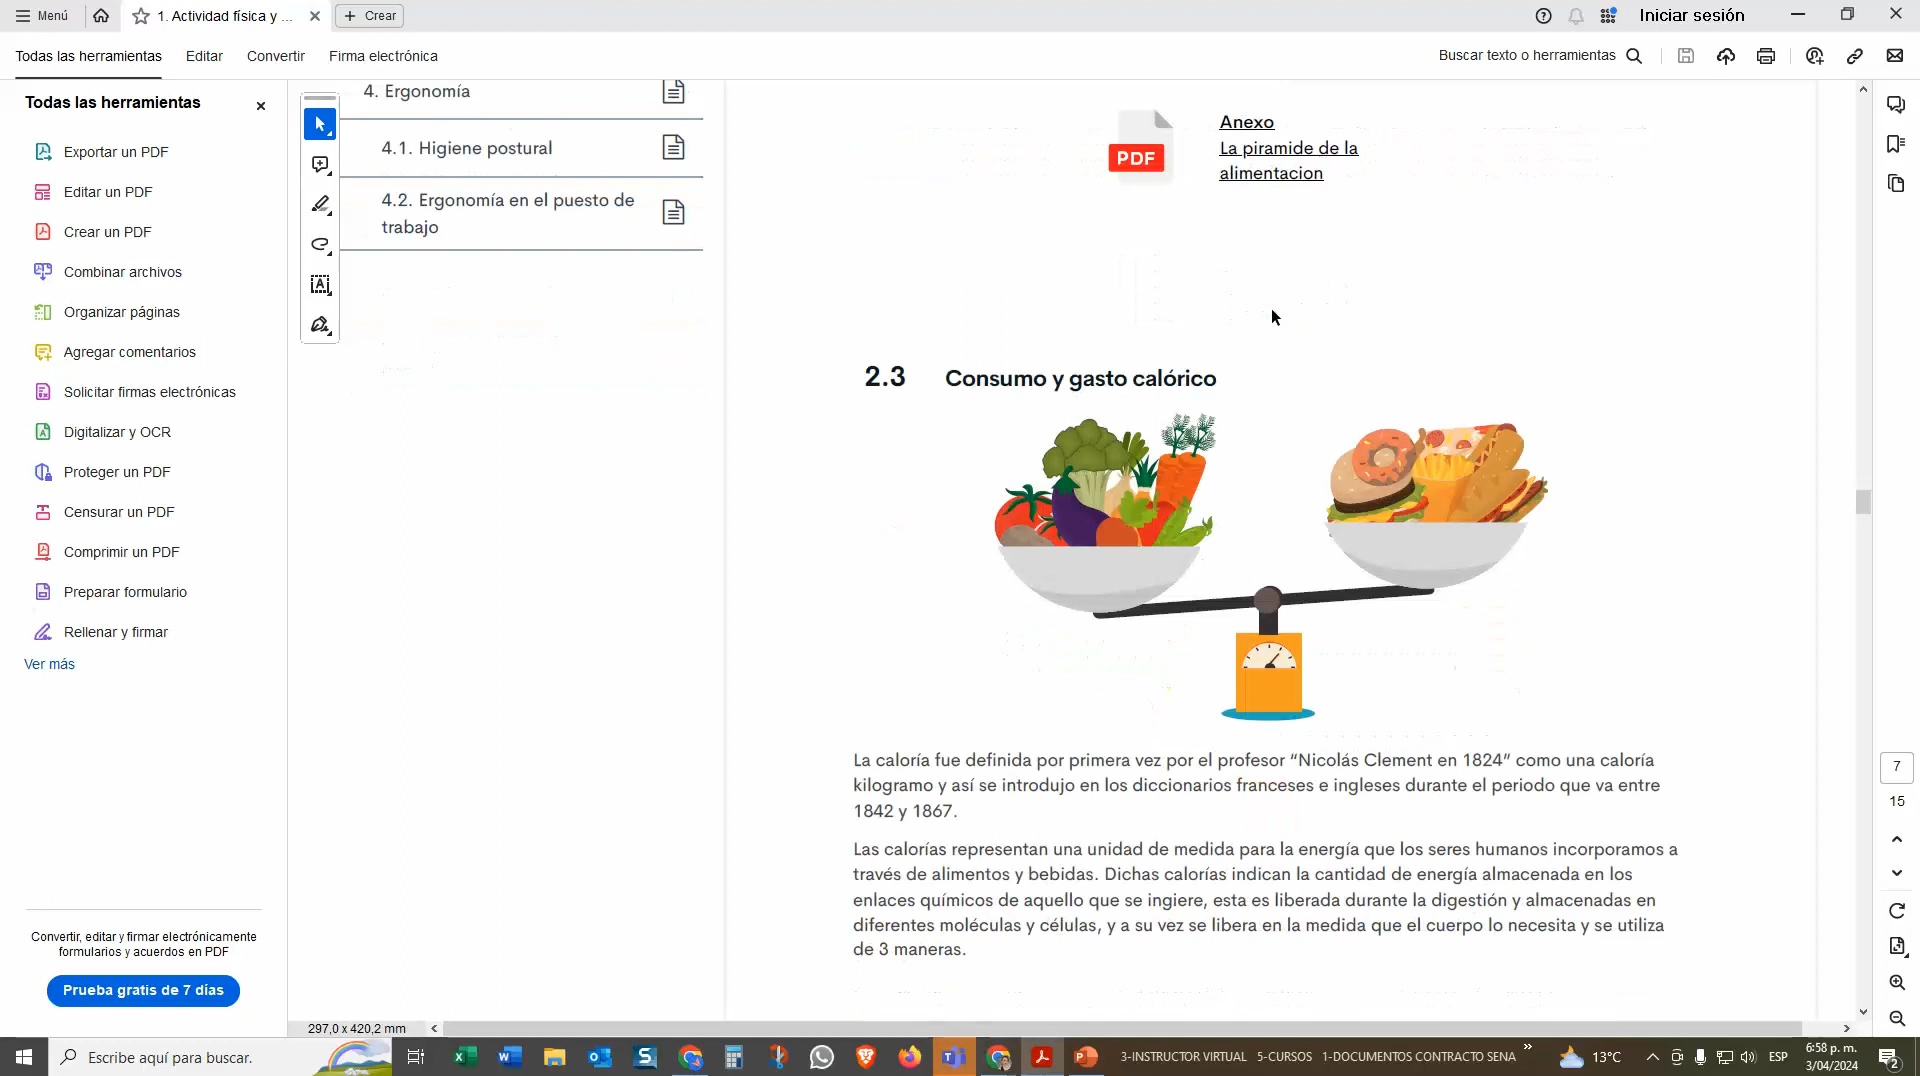 Menú
1. Actividad física y ...
Crear
Iniciar sesión
Todas las herramientas
Editar
Convertir
Firma electrónica
Buscar texto o herramientas
Todas las herramientas
Exportar un PDF
Editar un PDF
Crear un PDF
Combinar archivos
Organizar páginas
Agregar comentarios
Solicitar firmas electrónicas
Digitalizar y OCR
Proteger un PDF
Censurar un PDF
Comprimir un PDF
Preparar formulario
Rellenar y firmar
Ver más
Convertir, editar y firmar electrónicamente
formularios y acuerdos en PDF
Prueba gratis de 7 días
4. Ergonomía
4.1. Higiene postural
4.2. Ergonomía en el puesto de
trabajo
PDF
Anexo
La piramide de la
alimentacion
2.3 Consumo y gasto calórico
La caloría fue definida por primera vez por el profesor “Nicolás Clement en 1824” como una caloría
kilogramo y así se introdujo en los diccionarios franceses e ingleses durante el periodo que va entre
1842 y 1867.
Las calorías representan una unidad de medida para la energía que los seres humanos incorporamos a
través de alimentos y bebidas. Dichas calorías indican la cantidad de energía almacenada en los
enlaces químicos de aquello que se ingiere, esta es liberada durante la digestión y almacenadas en
diferentes moléculas y células, y a su vez se libera en la medida que el cuerpo lo necesita y se utiliza
de 3 maneras.
7
15
297,0 x 420,2 mm
Escribe aquí para buscar.
3-INSTRUCTOR VIRTUAL
5-CURSOS
1-DOCUMENTOS CONTRACTO SENA
13°C
ESP
6:58 p. m.
3/04/2024
2